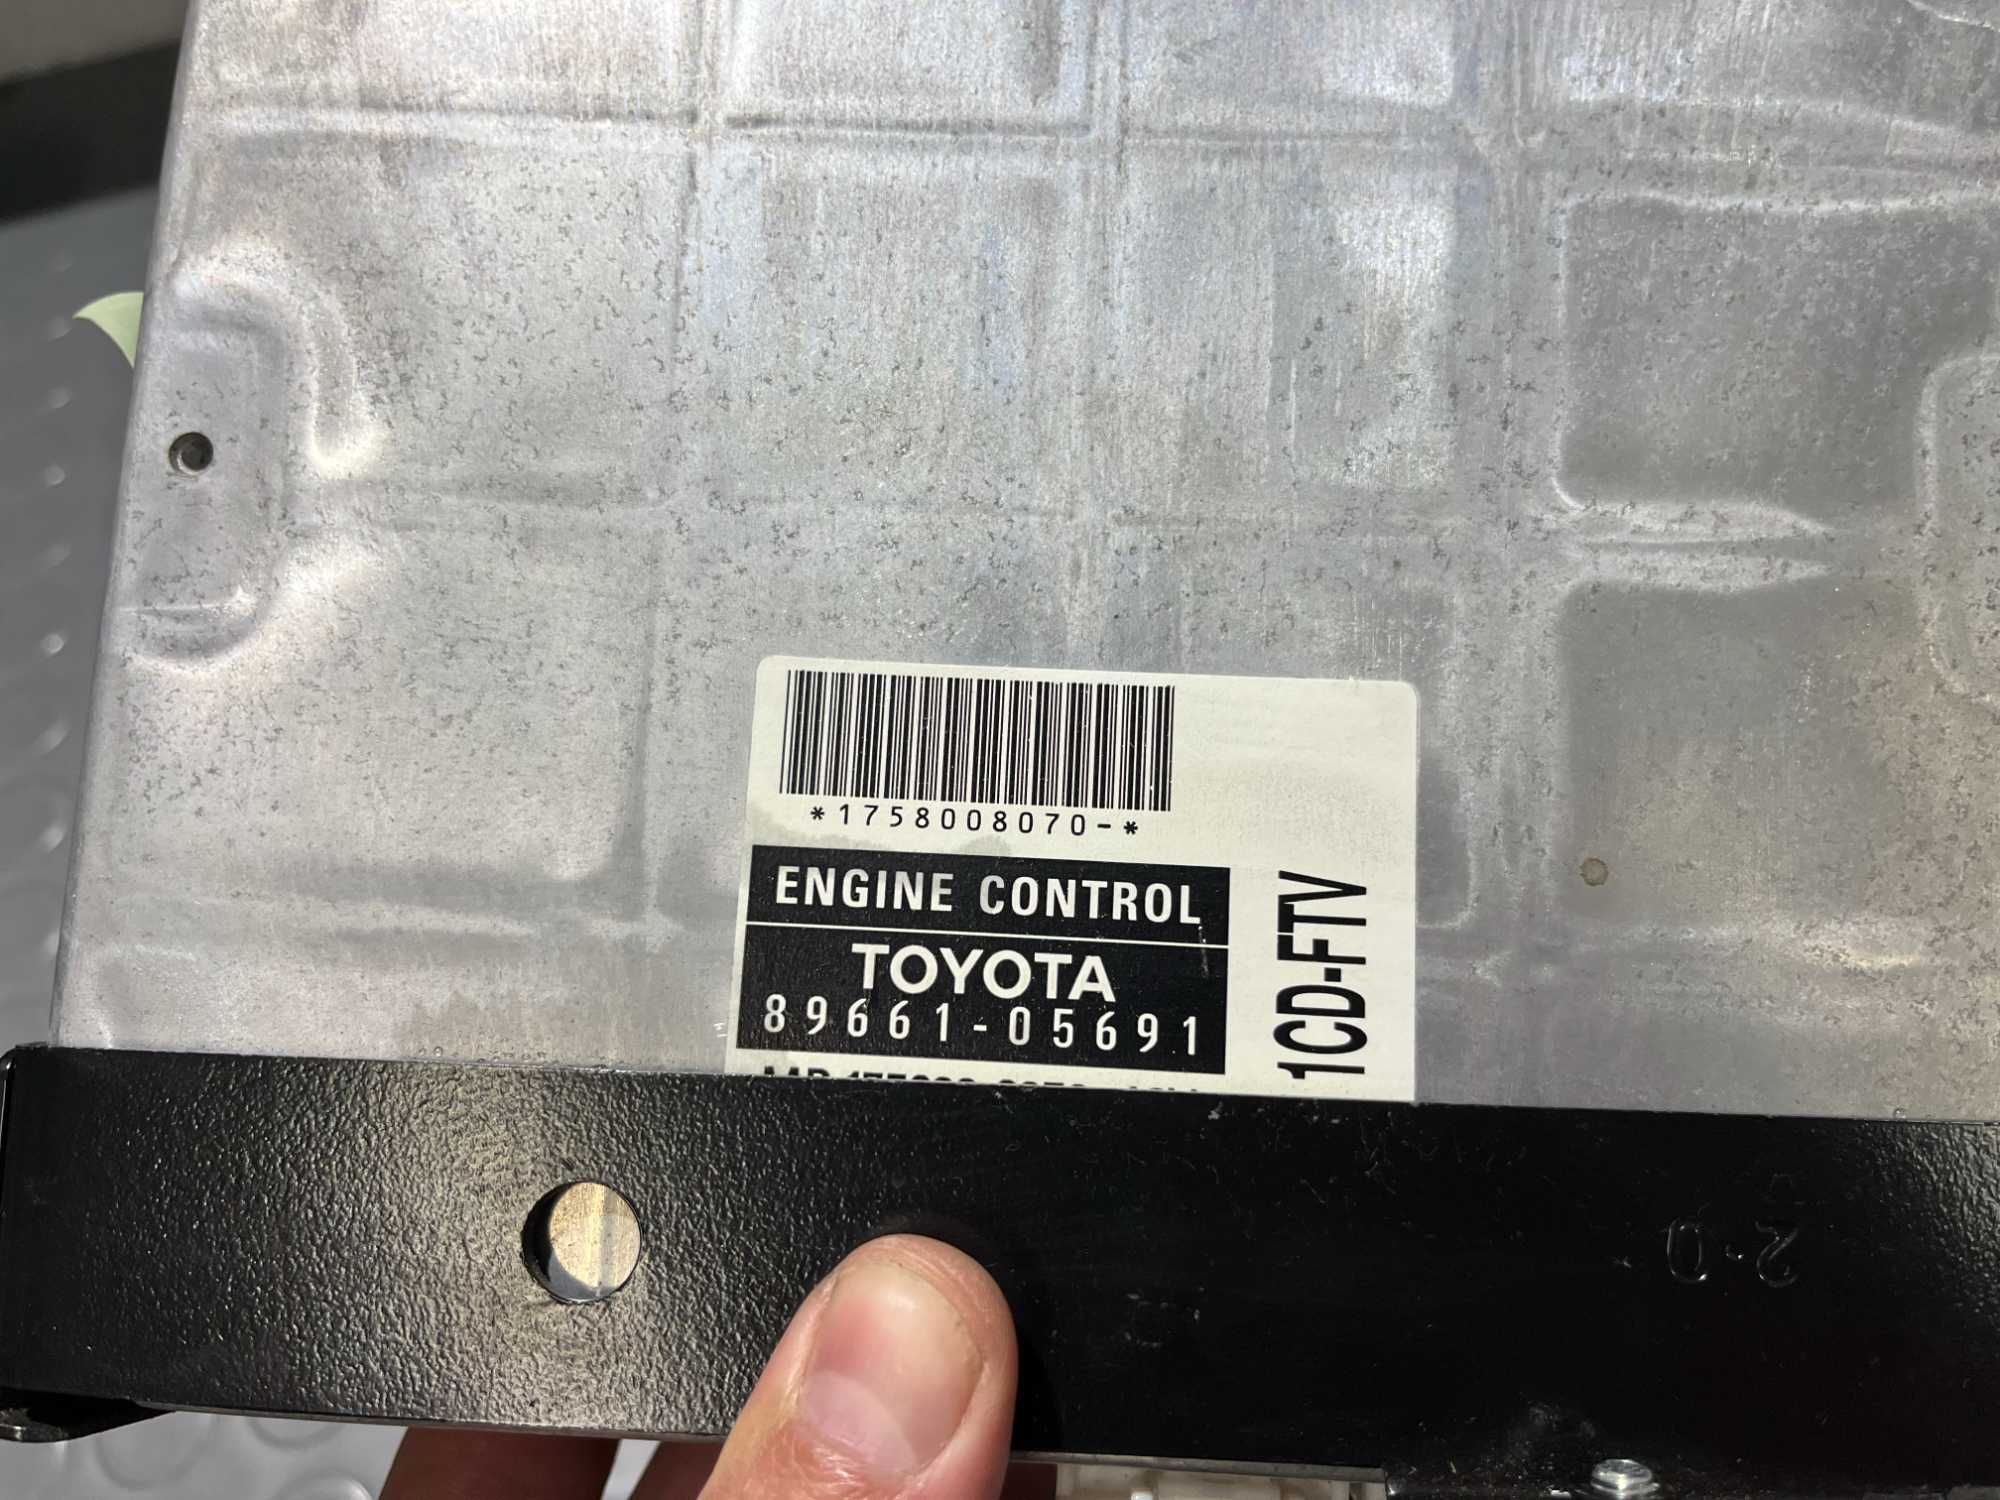 *1758008070-*
ENGINE CONTROL
TOYOTA
89661-05691
1CD-FTV
2.0